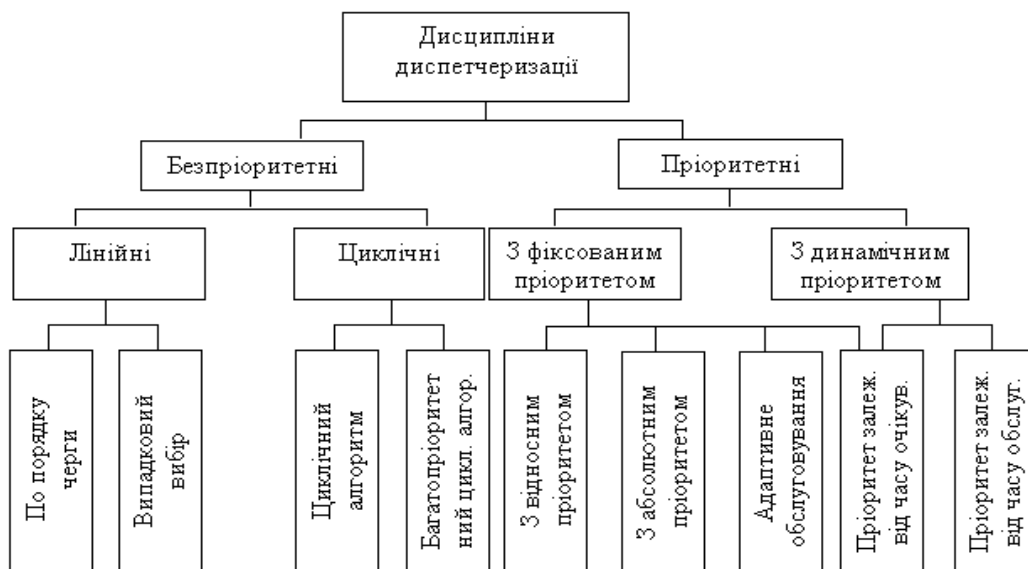 Дисципліни
диспетчеризації
Безпріоритетні
Пріоритетні
Лінійні
Циклічні
З фіксованим
пріоритетом
З динамічним
пріоритетом
По порядку
черги
Випадковий
вибір
Циклічний
алгоритм
Багатопріоритет
ний цикл. алгор.
З відносним
пріоритетом
З абсолютним
пріоритетом
Адаптивне
обслуговування
Пріоритет залеж.
від часу очікув.
Пріоритет залеж.
від часу обслуг.